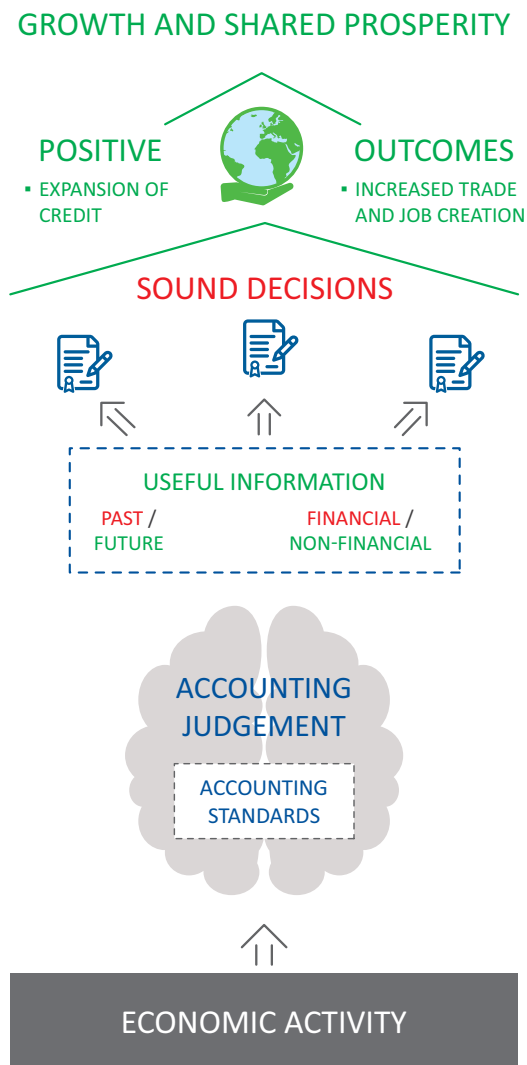 GROWTH AND SHARED PROSPERITY
POSITIVE
▪ EXPANSION OF
CREDIT
OUTCOMES
▪ INCREASED TRADE
AND JOB CREATION
SOUND DECISIONS
USEFUL INFORMATION
PAST /
FUTURE
FINANCIAL /
NON-FINANCIAL
ACCOUNTING
JUDGEMENT
ACCOUNTING
STANDARDS
ECONOMIC ACTIVITY